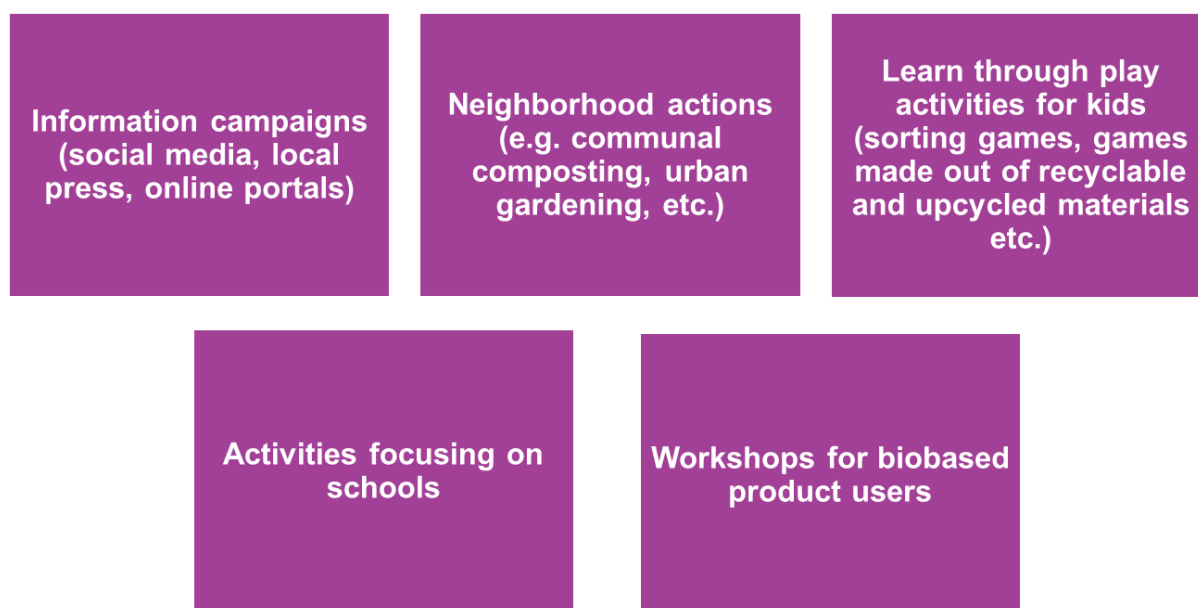 Information campaigns
(social media, local
press, online portals)
Neighborhood actions
(e.g. communal
composting, urban
gardening, etc.)
Learn through play
activities for kids
(sorting games, games
made out of recyclable
and upcycled materials
etc.)
Activities focusing on
schools
Workshops for biobased
product users